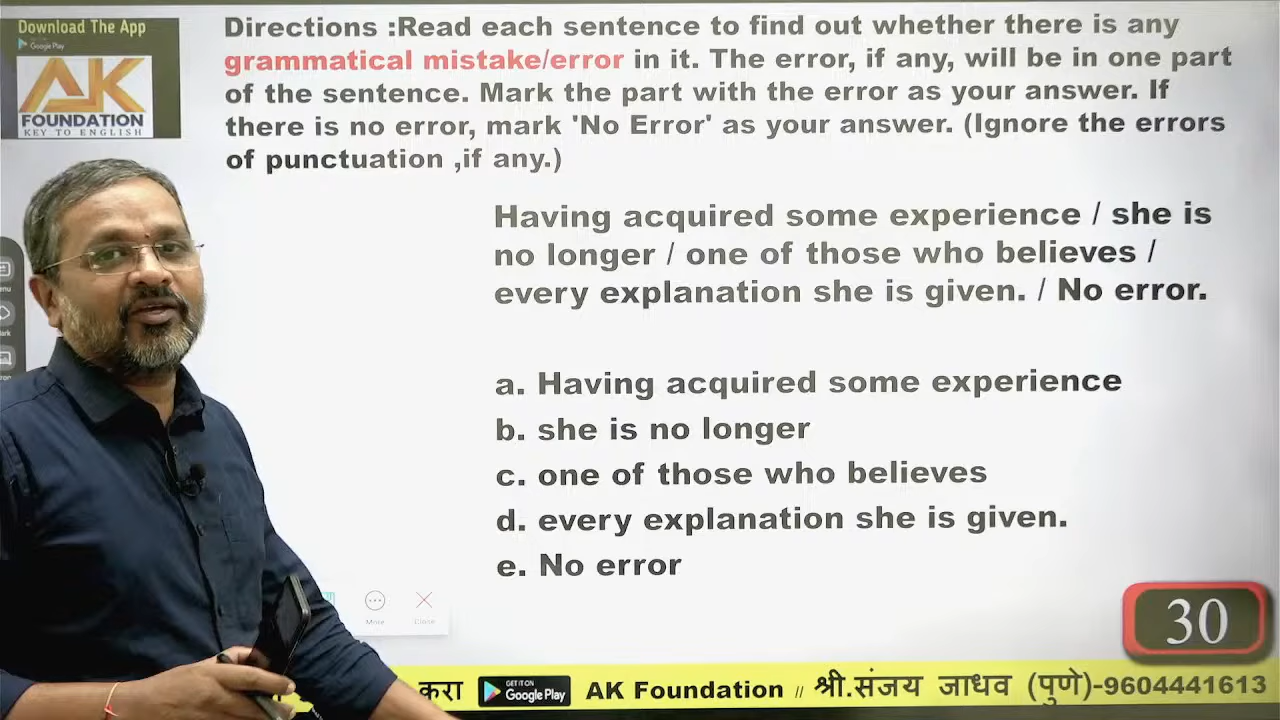 Download The App
Google Play
AK
FOUNDATION
KEY TO ENGLISH
Directions :Read each sentence to find out whether there is any
grammatical mistake/error in it. The error, if any, will be in one part
of the sentence. Mark the part with the error as your answer. If
there is no error, mark 'No Error' as your answer. (Ignore the errors
of punctuation ,if any.)
Having acquired some experience / she is
no longer / one of those who believes /
every explanation she is given. / No error.
a. Having acquired some experience
b. she is no longer
c. one of those who believes
d. every explanation she is given.
e. No error
More
Close
30
करा
GET IT ON
Google Play
AK Foundation // श्री.संजय जाधव (पुणे)-9604441613